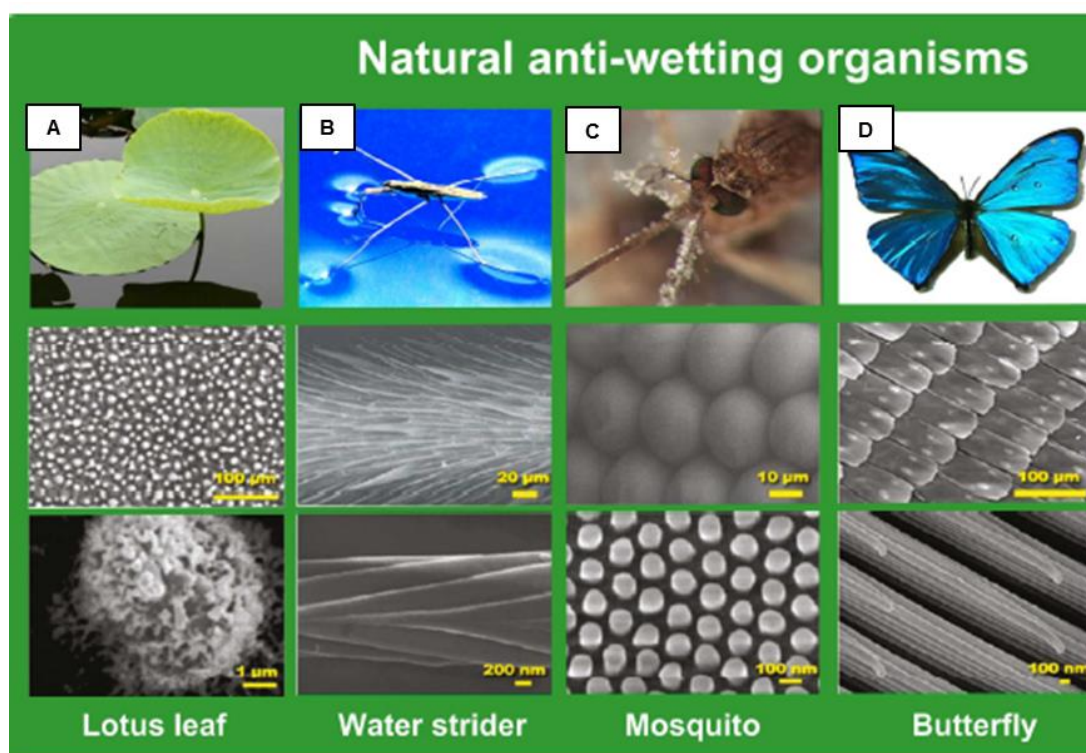 Natural anti-wetting organisms
A B C D
100 µm 20 µm 10 µm 100 µm
1 µm 200 nm 100 nm 100 nm
Lotus leaf Water strider Mosquito Butterfly